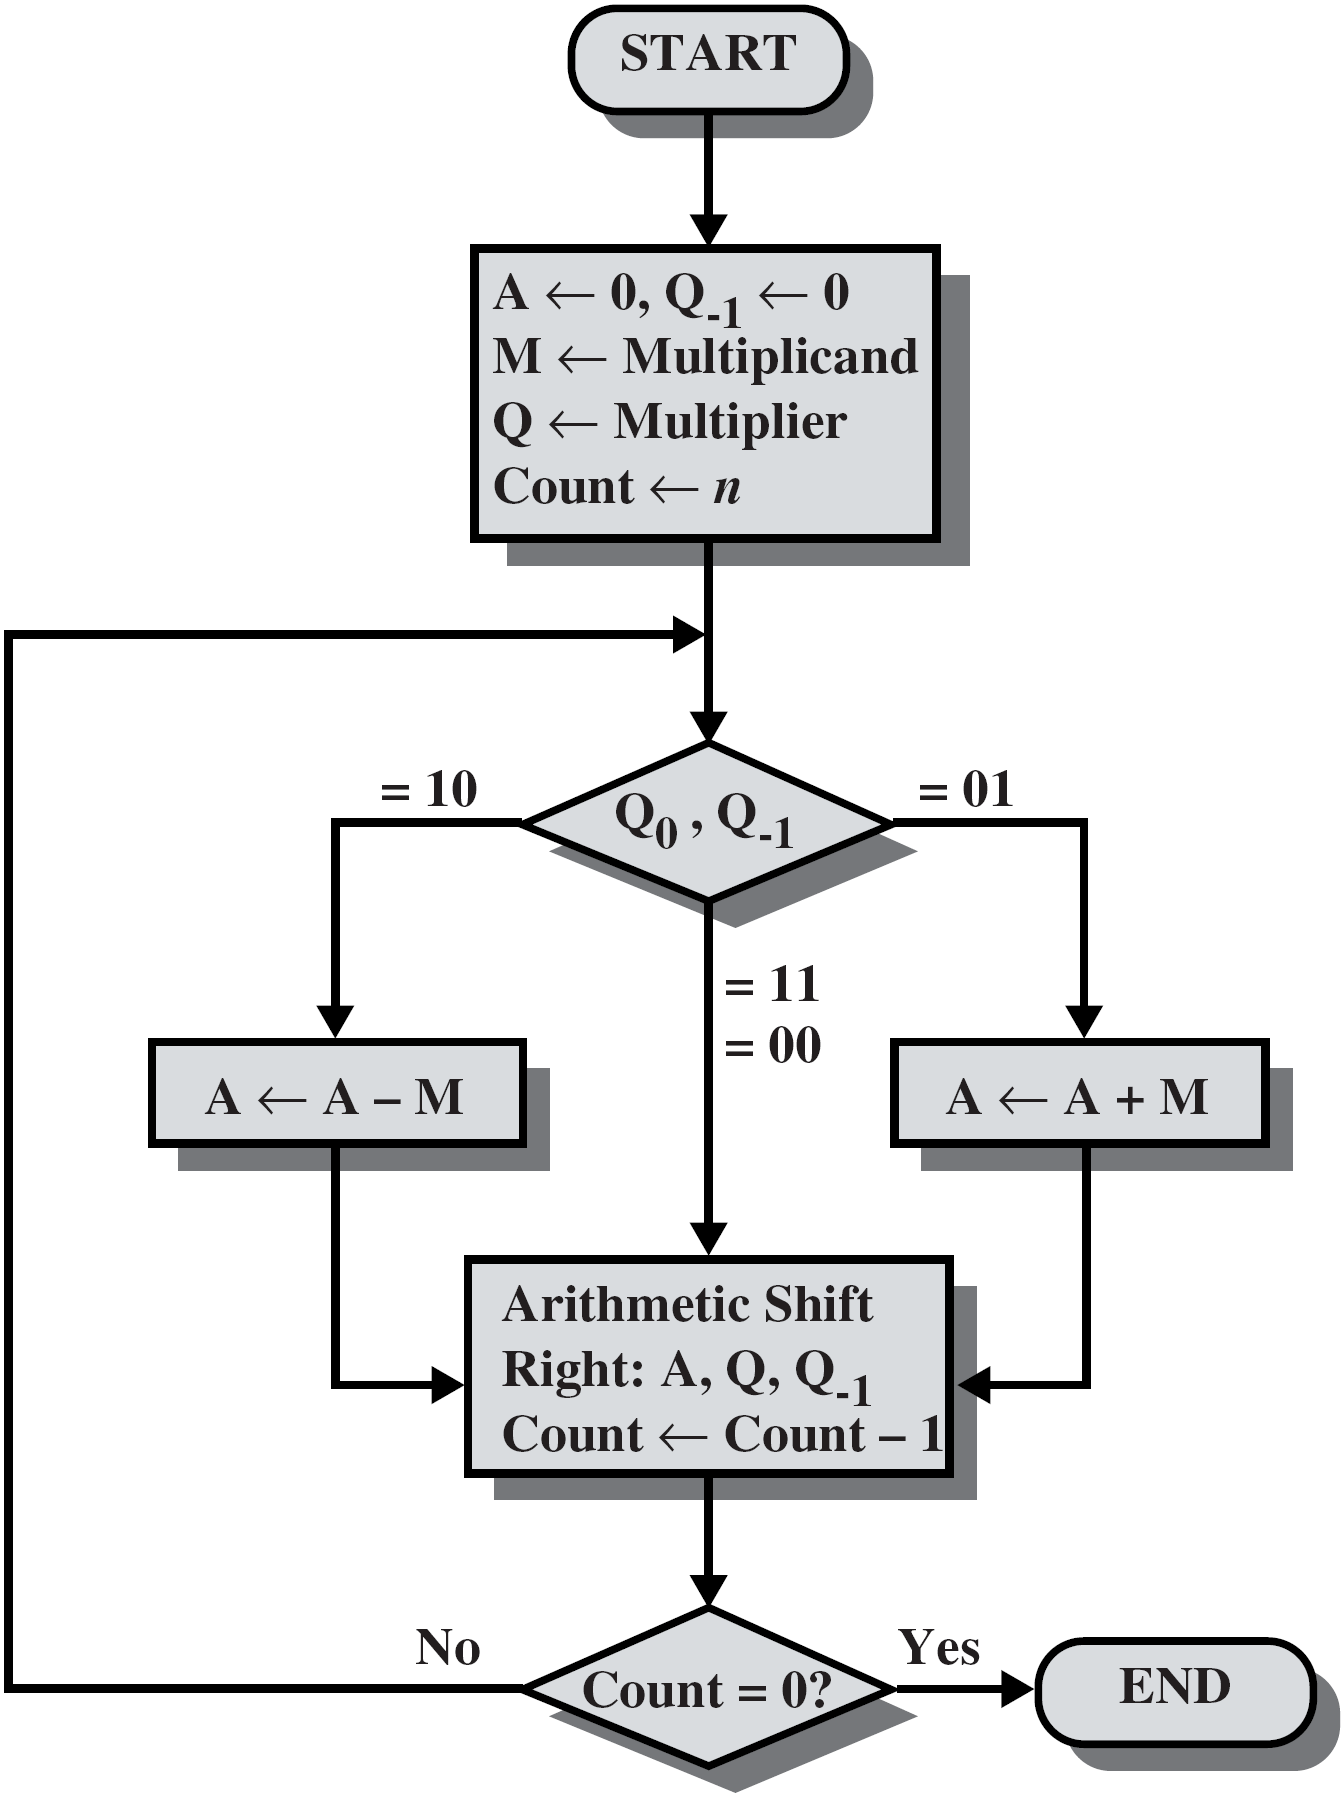 START
A ← 0, Q₋₁ ← 0
M ← Multiplicand
Q ← Multiplier
Count ← n
= 10
Q₀ , Q₋₁
= 01
= 11
= 00
A ← A – M
A ← A + M
Arithmetic Shift
Right: A, Q, Q₋₁
Count ← Count – 1
No
Count = 0?
Yes
END